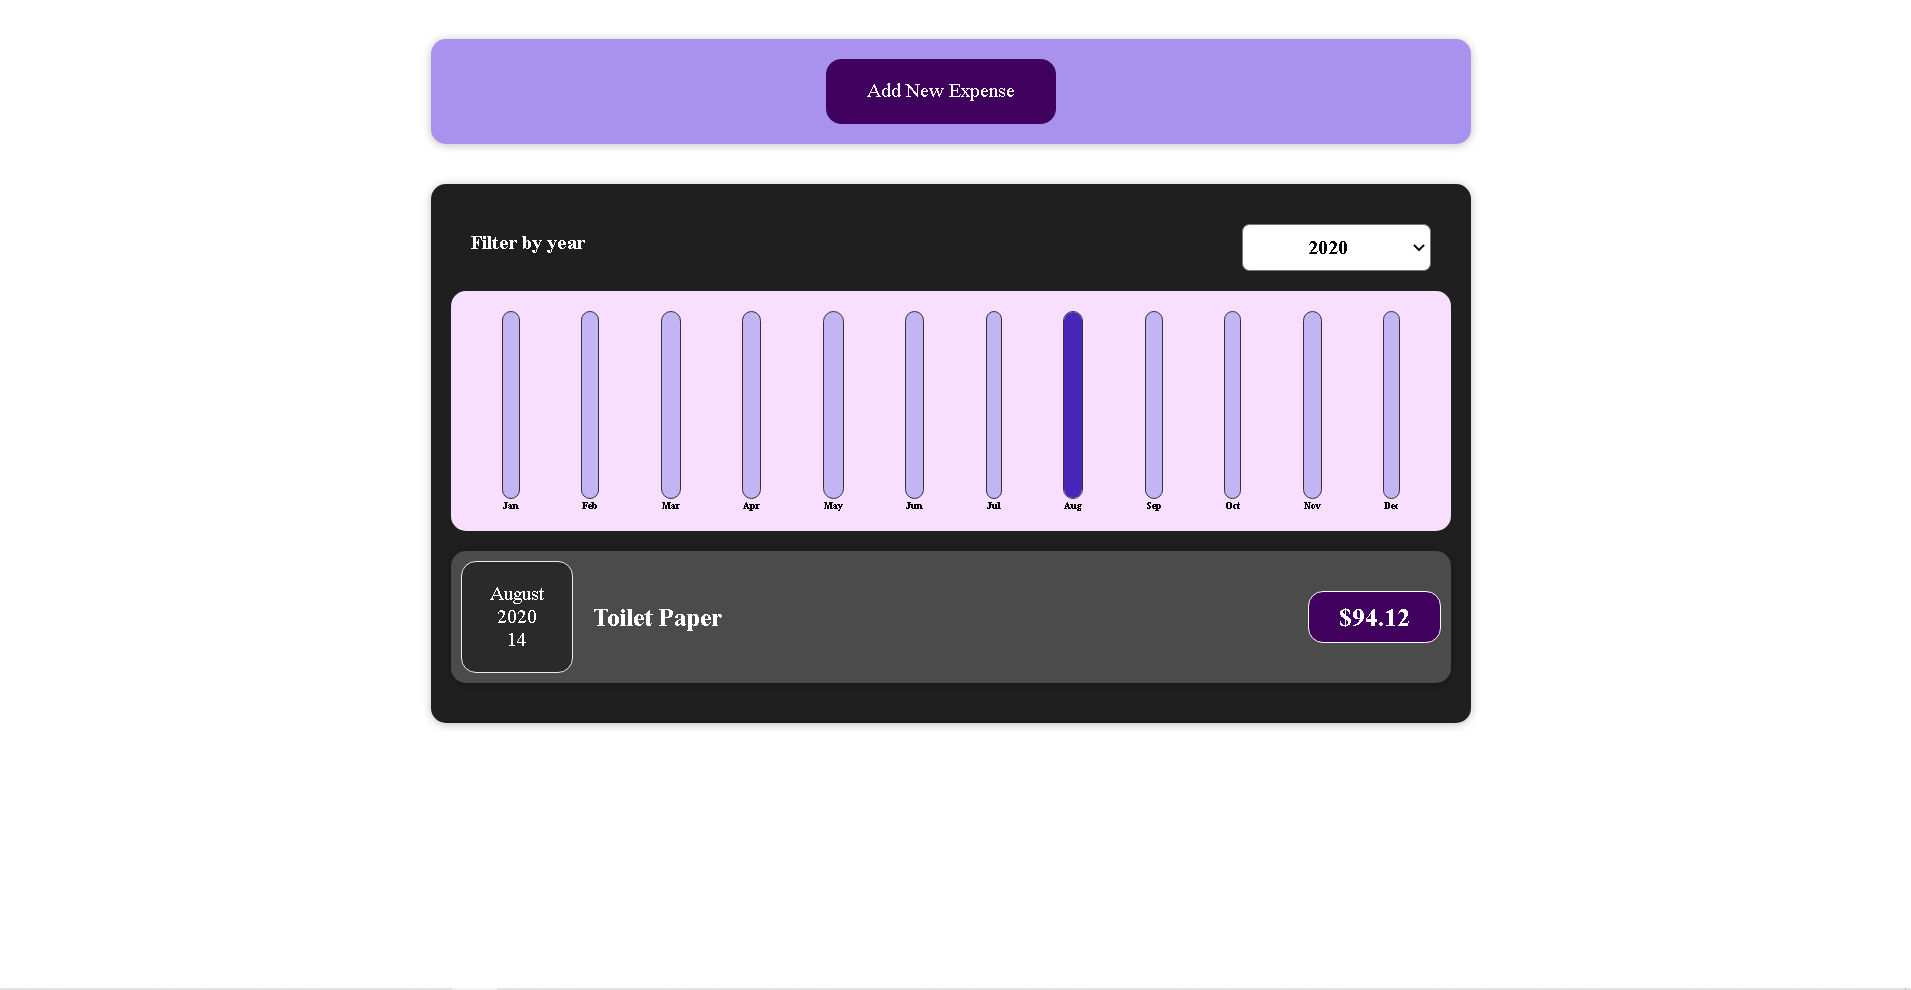 Add New Expense
Filter by year
2020
Jan Feb Mar Apr May Jun Jul Aug Sep Oct Nov Dec
August
2020
14
Toilet Paper
$94.12